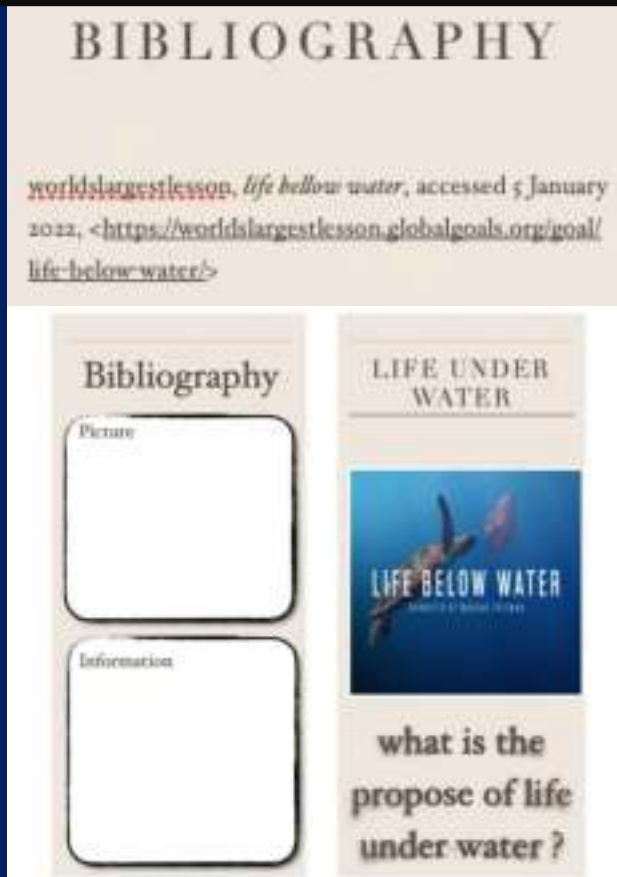 BIBLIOGRAPHY
worldslargestlesson, life bellow water, accessed 5 January
2022, <https://worldslargestlesson.globalgoals.org/goal/
life-below-water/>
Bibliography
Picture
Information
LIFE UNDER
WATER
LIFE BELOW WATER
what is the
propose of life
under water ?